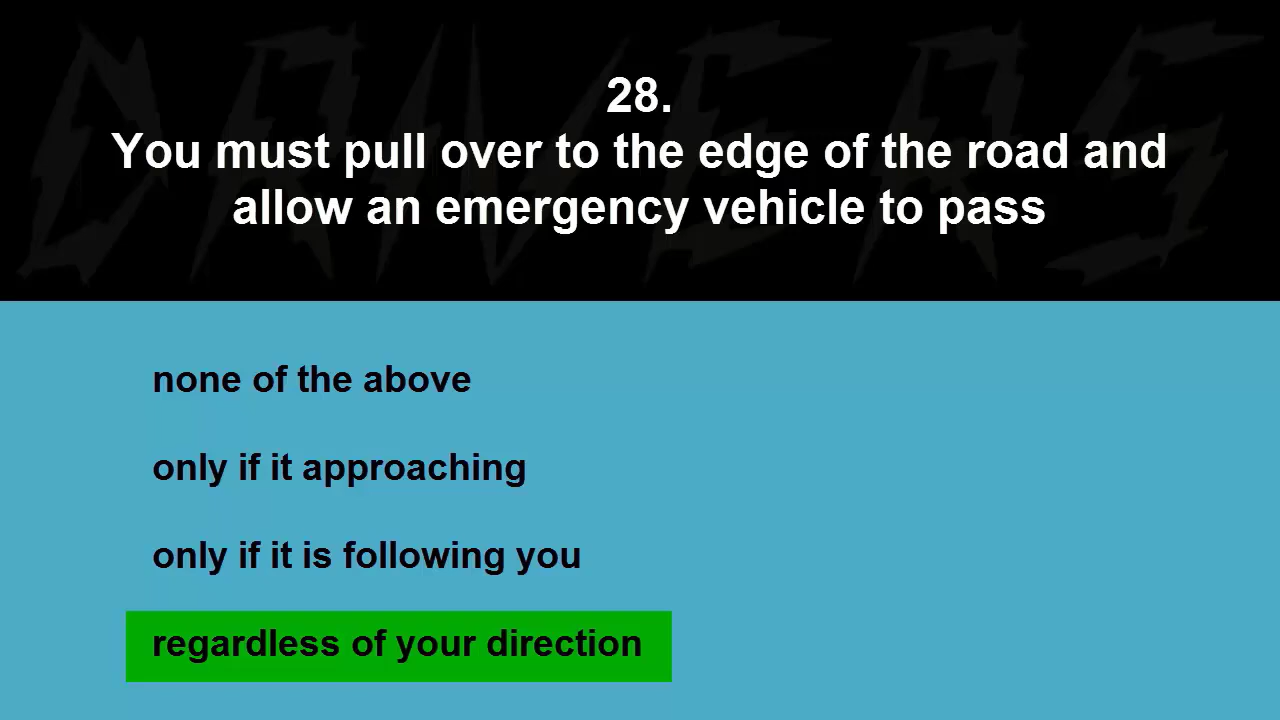 DRIVERS
28.
You must pull over to the edge of the road and
allow an emergency vehicle to pass
none of the above
only if it approaching
only if it is following you
regardless of your direction